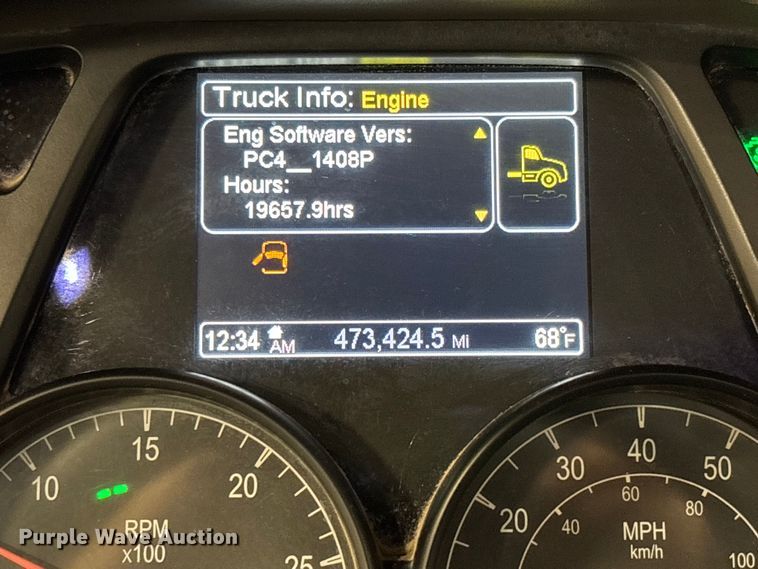 Truck Info: Engine
Eng Software Vers:
PC4__1408P
Hours:
19657.9hrs
12:34 AM 473,424.5 MI 68°F
10 15 20 25
RPM
x100
20 30 40 50
40 60 80 100
MPH
km/h
Purple Wave Auction